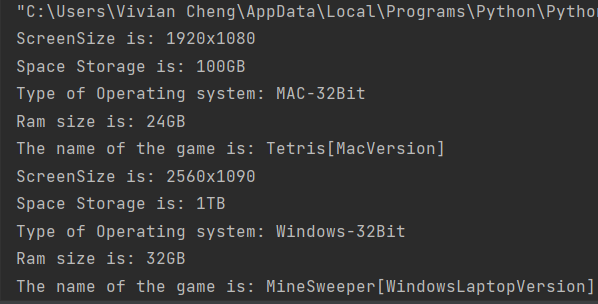 "C:\Users\Vivian Cheng\AppData\Local\Programs\Python\Pytho
ScreenSize is: 1920x1080
Space Storage is: 100GB
Type of Operating system: MAC-32Bit
Ram size is: 24GB
The name of the game is: Tetris[MacVersion]
ScreenSize is: 2560x1090
Space Storage is: 1TB
Type of Operating system: Windows-32Bit
Ram size is: 32GB
The name of the game is: MineSweeper[WindowsLaptopVersion]